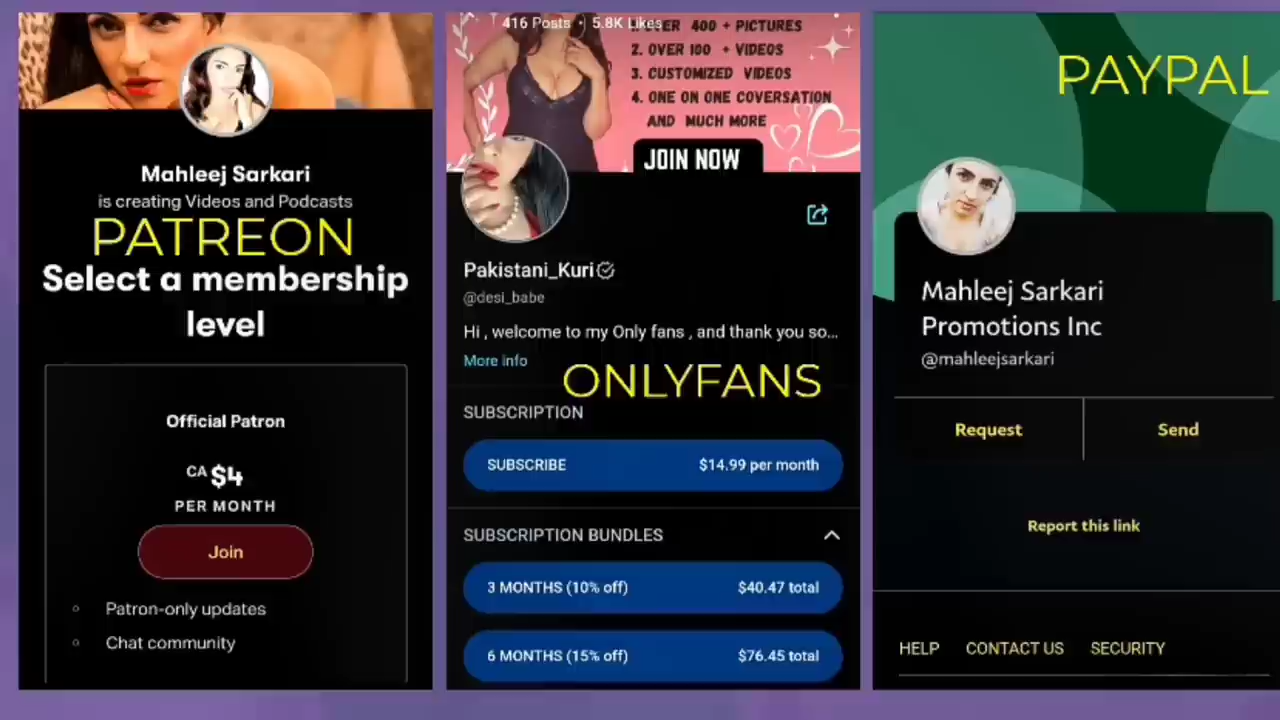 Mahleej Sarkari
is creating Videos and Podcasts
PATREON
Select a membership
level
Official Patron
CA $4
PER MONTH
Join
Patron-only updates
Chat community
416 Posts • 5.8K Likes
1. OVER 400 + PICTURES
2. OVER 100 + VIDEOS
3. CUSTOMIZED VIDEOS
4. ONE ON ONE COVERSATION
AND MUCH MORE
JOIN NOW
Pakistani_Kuri
@desi_babe
Hi , welcome to my Only fans , and thank you so...
More info
ONLYFANS
SUBSCRIPTION
SUBSCRIBE $14.99 per month
SUBSCRIPTION BUNDLES
3 MONTHS (10% off) $40.47 total
6 MONTHS (15% off) $76.45 total
PAYPAL
Mahleej Sarkari
Promotions Inc
@mahleejsarkari
Request Send
Report this link
HELP CONTACT US SECURITY